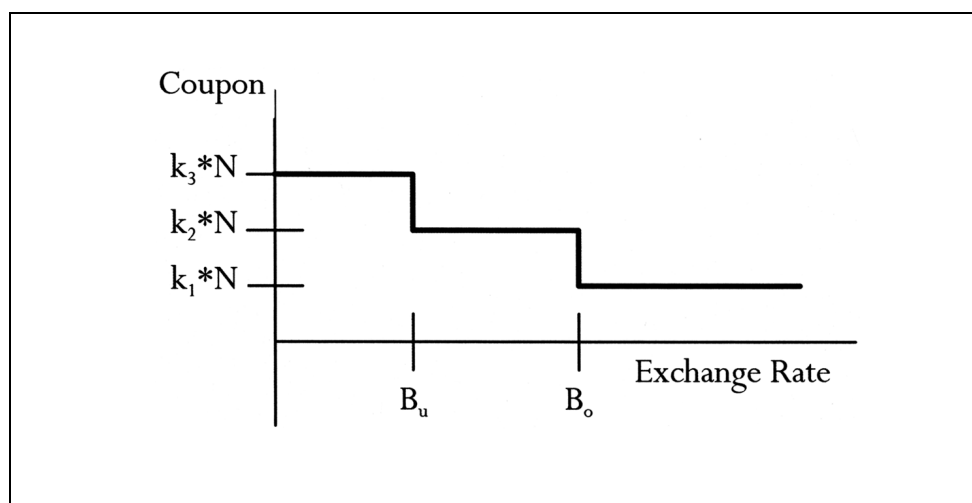 Coupon
k₃*N
k₂*N
k₁*N
Exchange Rate
Bᵤ
Bₒ